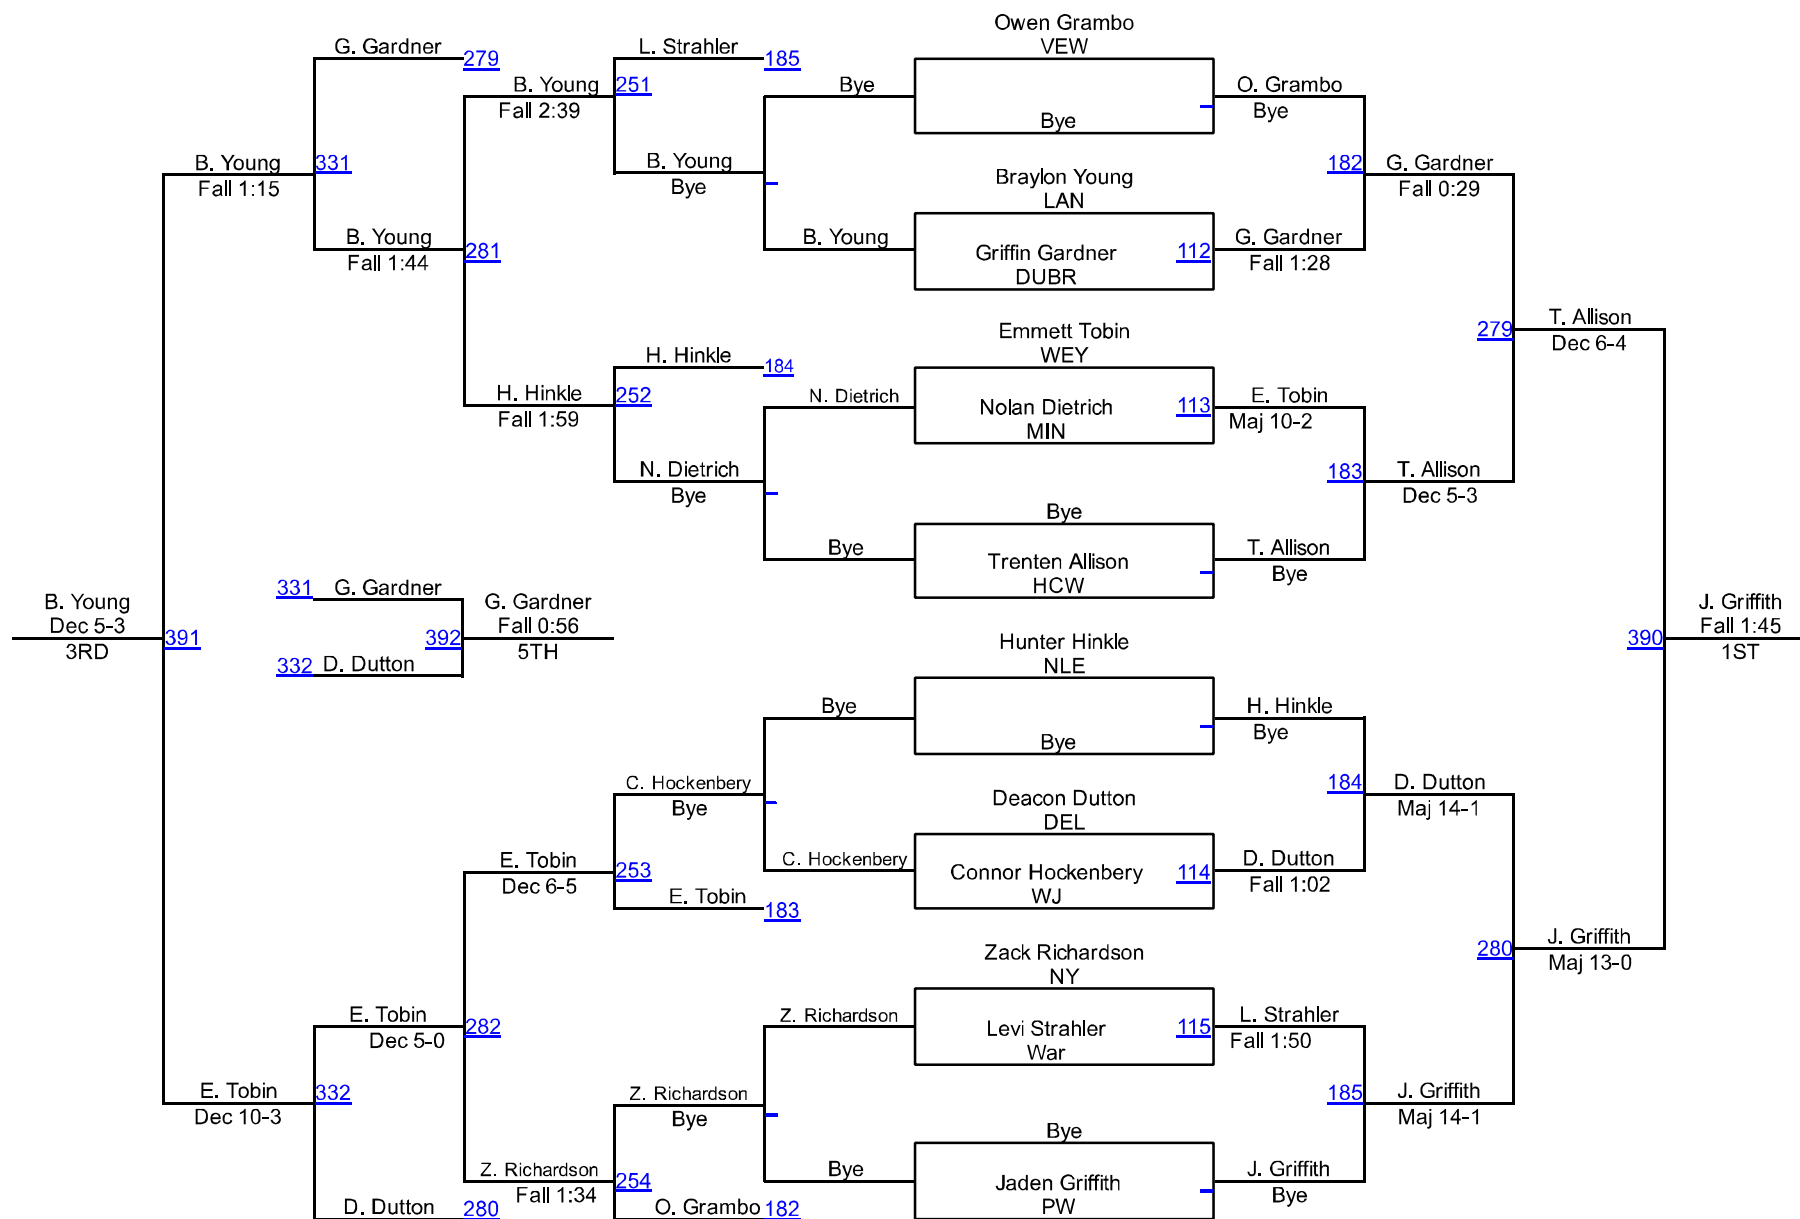 Owen Grambo
VEW
G. Gardner
279
L. Strahler
185
B. Young
251
Bye
O. Grambo
Fall 2:39
Bye
Bye
B. Young
331
B. Young
182
G. Gardner
Fall 1:15
Bye
Braylon Young
Fall 0:29
LAN
B. Young
281
B. Young
Griffin Gardner
112
G. Gardner
Fall 1:44
DUBR
Fall 1:28
Emmett Tobin
WEY
279
T. Allison
Dec 6-4
H. Hinkle
184
H. Hinkle
252
N. Dietrich
Nolan Dietrich
113
E. Tobin
Fall 1:59
MIN
Maj 10-2
N. Dietrich
183
T. Allison
Bye
Dec 5-3
Bye
Bye
Trenten Allison
T. Allison
HCW
Bye
331
G. Gardner
B. Young
G. Gardner
J. Griffith
Dec 5-3
Fall 0:56
Fall 1:45
391
392
390
3RD
5TH
1ST
332
D. Dutton
Hunter Hinkle
NLE
Bye
H. Hinkle
Bye
Bye
C. Hockenbery
184
D. Dutton
Bye
Deacon Dutton
Maj 14-1
DEL
E. Tobin
253
C. Hockenbery
Connor Hockenbery
114
D. Dutton
Dec 6-5
WJ
Fall 1:02
E. Tobin
183
Zack Richardson
NY
280
J. Griffith
Maj 13-0
E. Tobin
282
Z. Richardson
Levi Strahler
115
L. Strahler
Dec 5-0
War
Fall 1:50
E. Tobin
332
Z. Richardson
185
J. Griffith
Dec 10-3
Bye
Maj 14-1
Bye
Z. Richardson
254
Bye
Jaden Griffith
J. Griffith
Fall 1:34
PW
Bye
D. Dutton
280
O. Grambo
182